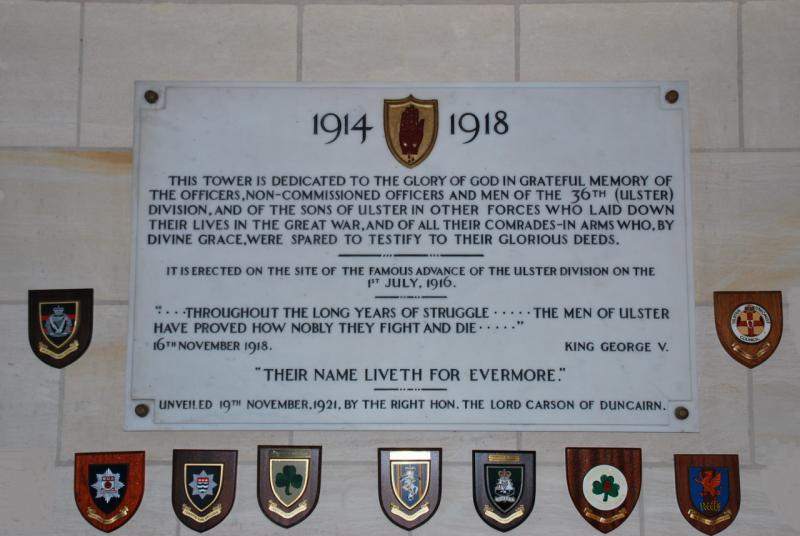 1914 1918
THIS TOWER IS DEDICATED TO THE GLORY OF GOD IN GRATEFUL MEMORY OF
THE OFFICERS, NON-COMMISSIONED OFFICERS AND MEN OF THE 36TH (ULSTER)
DIVISION, AND OF THE SONS OF ULSTER IN OTHER FORCES WHO LAID DOWN
THEIR LIVES IN THE GREAT WAR, AND OF ALL THEIR COMRADES-IN ARMS WHO, BY
DIVINE GRACE, WERE SPARED TO TESTIFY TO THEIR GLORIOUS DEEDS.
IT IS ERECTED ON THE SITE OF THE FAMOUS ADVANCE OF THE ULSTER DIVISION ON THE
1ST JULY, 1916.
"····THROUGHOUT THE LONG YEARS OF STRUGGLE ·····THE MEN OF ULSTER
HAVE PROVED HOW NOBLY THEY FIGHT AND DIE·····"
16TH NOVEMBER 1918. KING GEORGE V.
"THEIR NAME LIVETH FOR EVERMORE."
UNVEILED 19TH NOVEMBER, 1921, BY THE RIGHT HON. THE LORD CARSON OF DUNCAIRN.